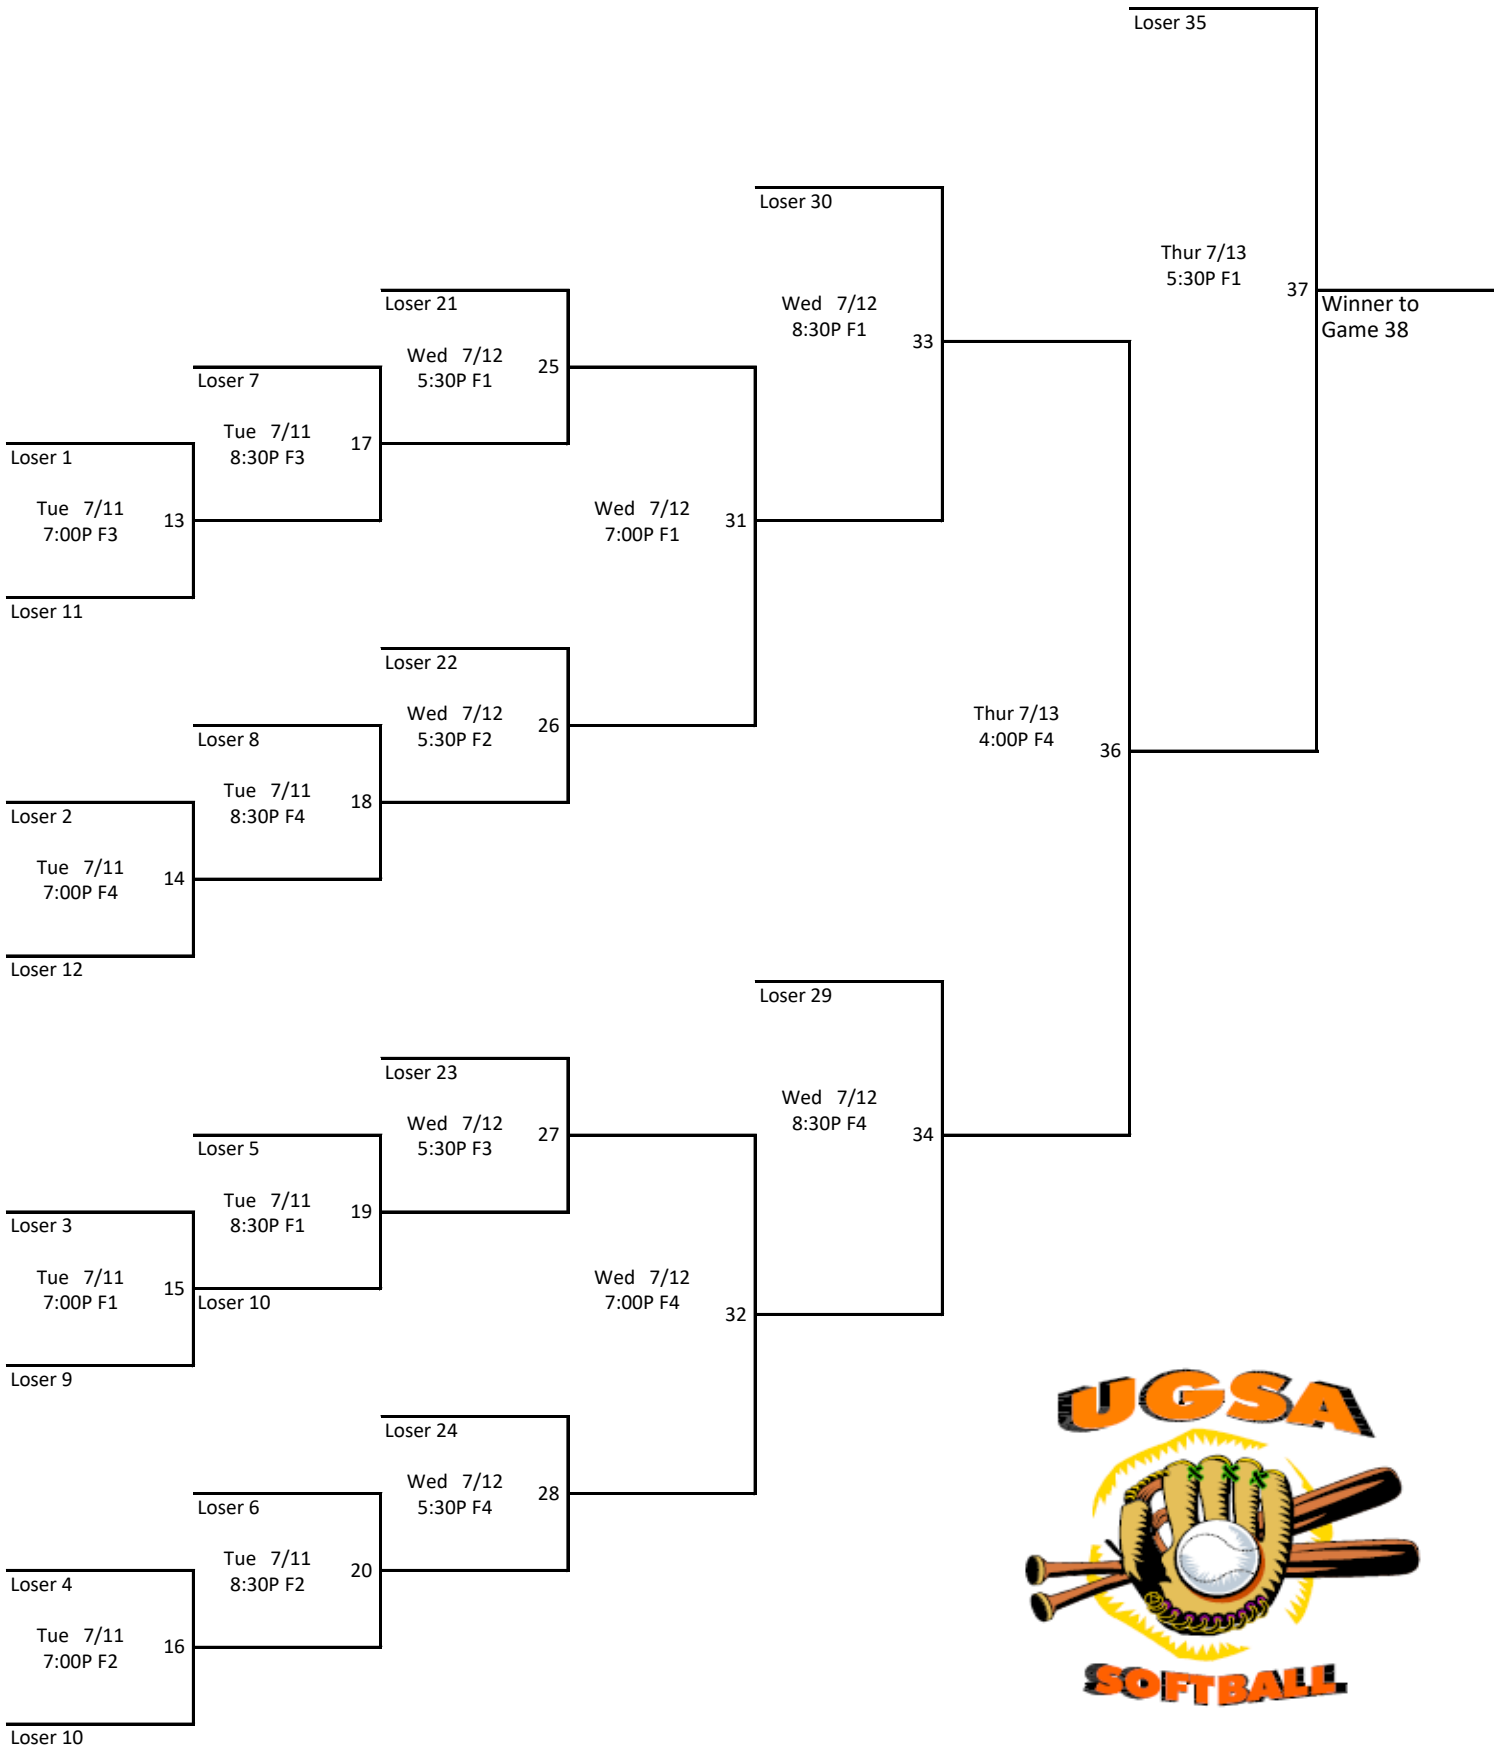 Loser 35
Loser 30
Thur 7/13
5:30P F1
37
Winner to
Game 38
Loser 21
Wed 7/12
8:30P F1
33
Wed 7/12
5:30P F1
25
Loser 7
Tue 7/11
8:30P F3
17
Loser 1
Tue 7/11
7:00P F3
13
Wed 7/12
7:00P F1
31
Loser 11
Loser 22
Wed 7/12
5:30P F2
26
Loser 8
Thur 7/13
4:00P F4
36
Tue 7/11
8:30P F4
18
Loser 2
Tue 7/11
7:00P F4
14
Loser 12
Loser 29
Loser 23
Wed 7/12
8:30P F4
34
Wed 7/12
5:30P F3
27
Loser 5
Tue 7/11
8:30P F1
19
Loser 3
Tue 7/11
7:00P F1
15
Loser 10
Wed 7/12
7:00P F4
32
Loser 9
Loser 24
Wed 7/12
5:30P F4
28
Loser 6
Tue 7/11
8:30P F2
20
Loser 4
Tue 7/11
7:00P F2
16
Loser 10
UGSA
SOFTBALL